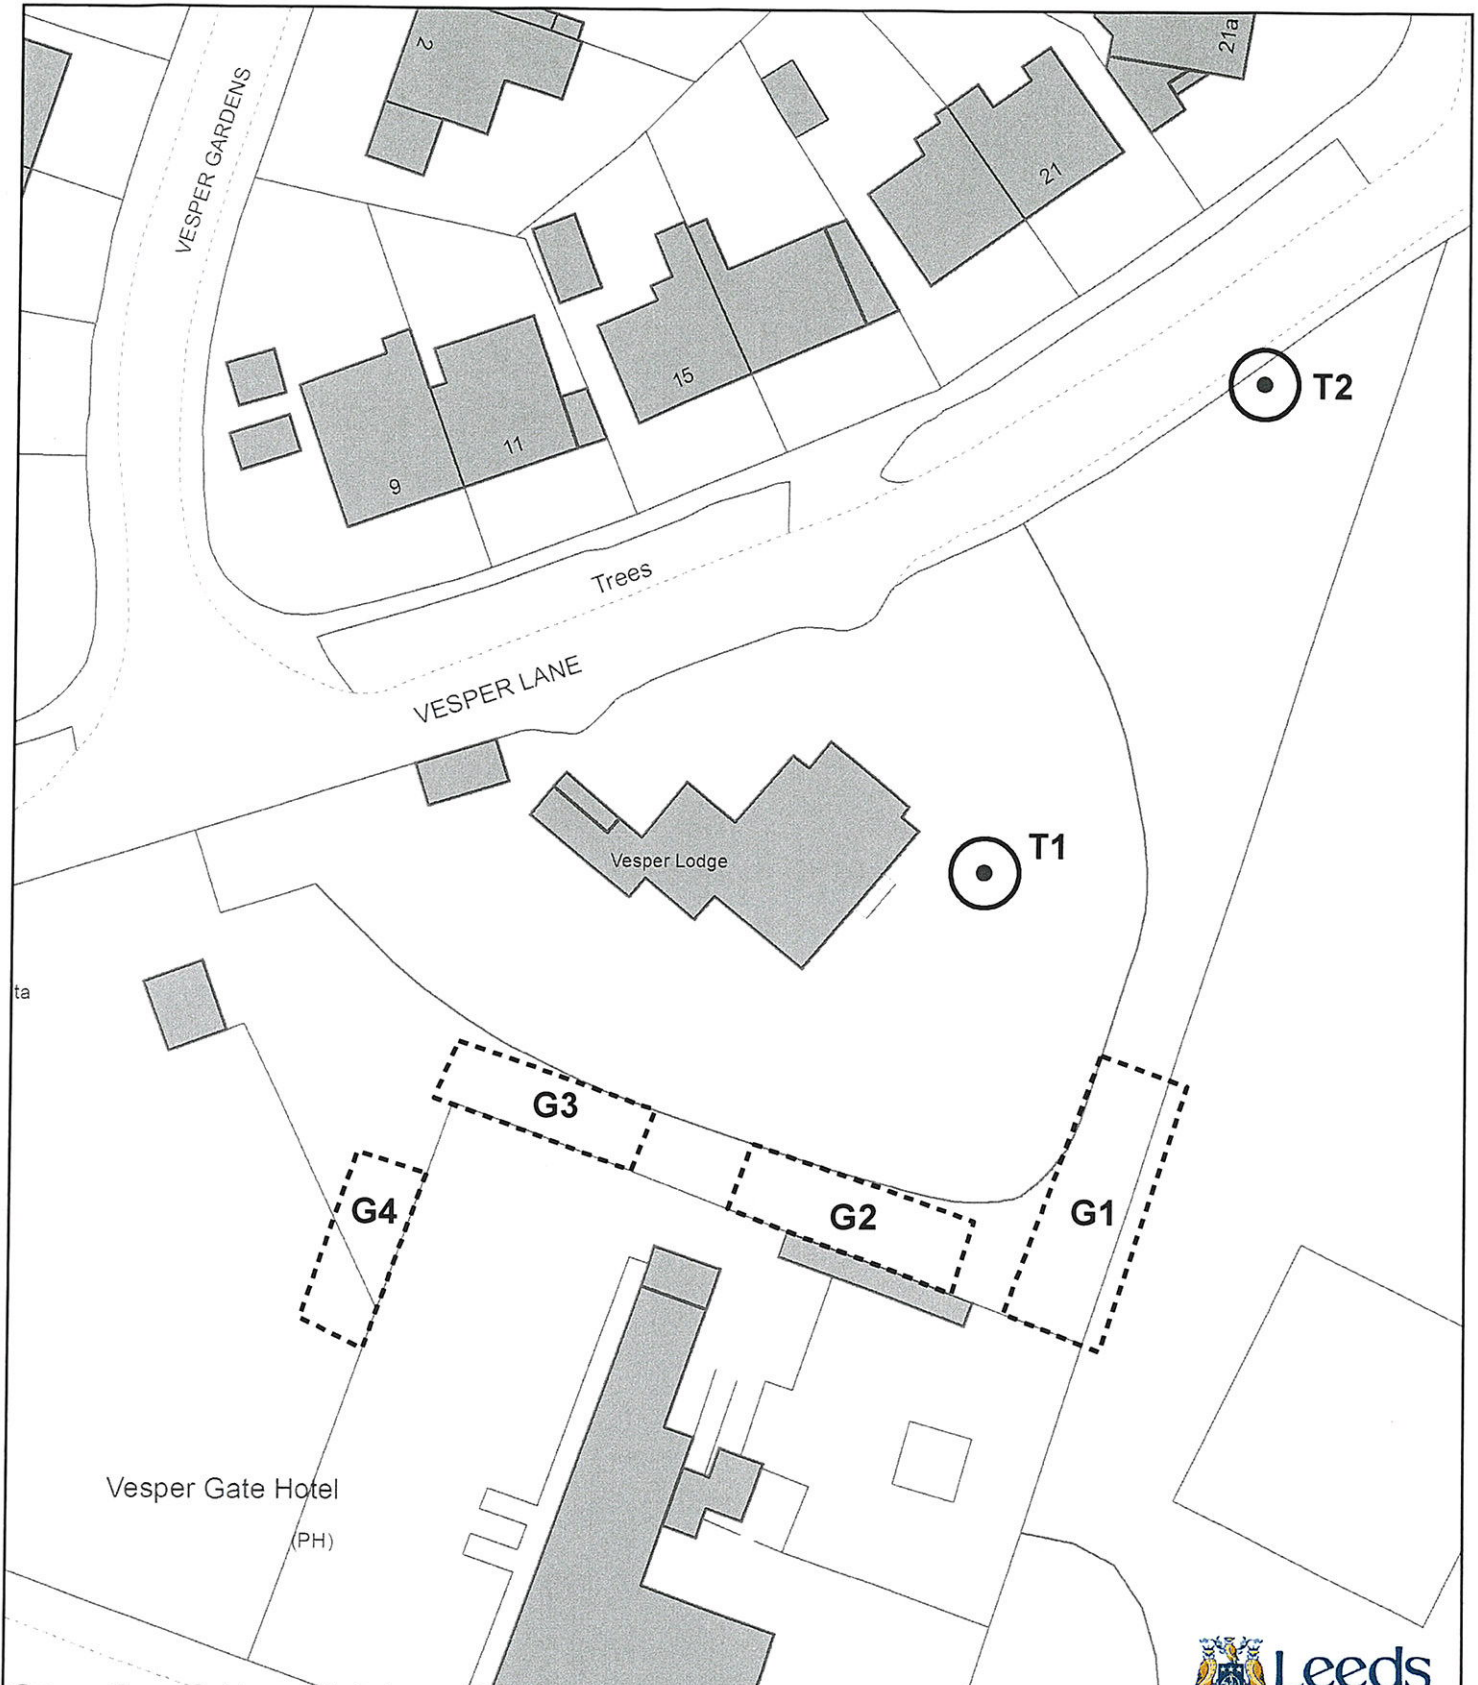 2
21a
VESPER GARDENS
21
T2
15
11
9
Trees
VESPER LANE
T1
Vesper Lodge
ta
G3
G4
G2
G1
Vesper Gate Hotel
(PH)
Leeds